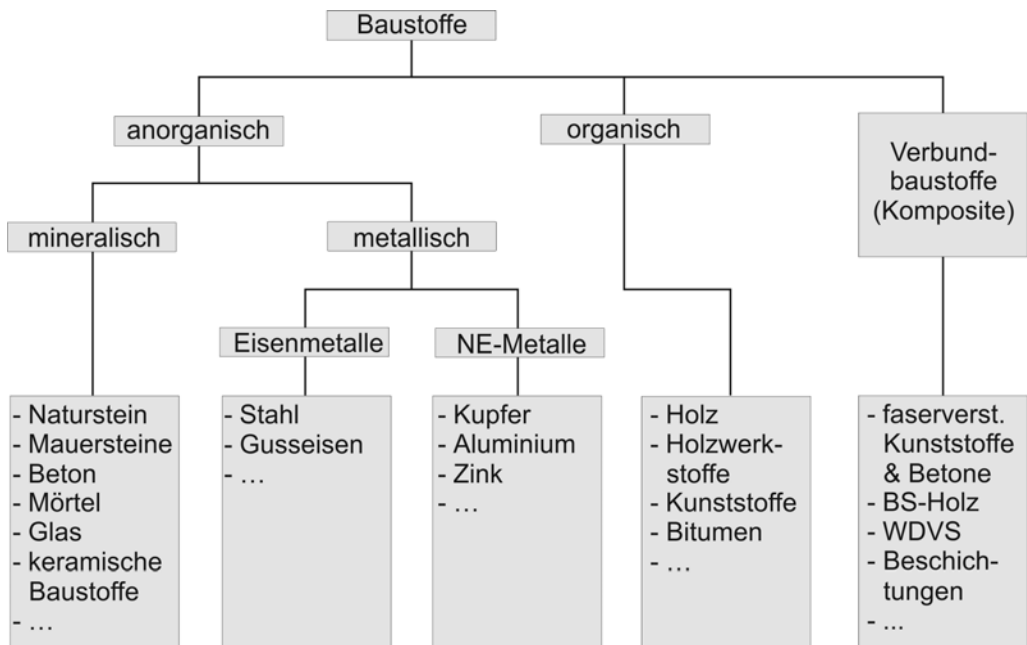 Baustoffe
anorganisch
organisch
Verbund-
baustoffe
(Komposite)
mineralisch
metallisch
Eisenmetalle
NE-Metalle
- Naturstein
- Mauersteine
- Beton
- Mörtel
- Glas
- keramische
Baustoffe
- …
- Stahl
- Gusseisen
- …
- Kupfer
- Aluminium
- Zink
- …
- Holz
- Holzwerk-
stoffe
- Kunststoffe
- Bitumen
- …
- faserverst.
Kunststoffe
& Betone
- BS-Holz
- WDVS
- Beschich-
tungen
- ...